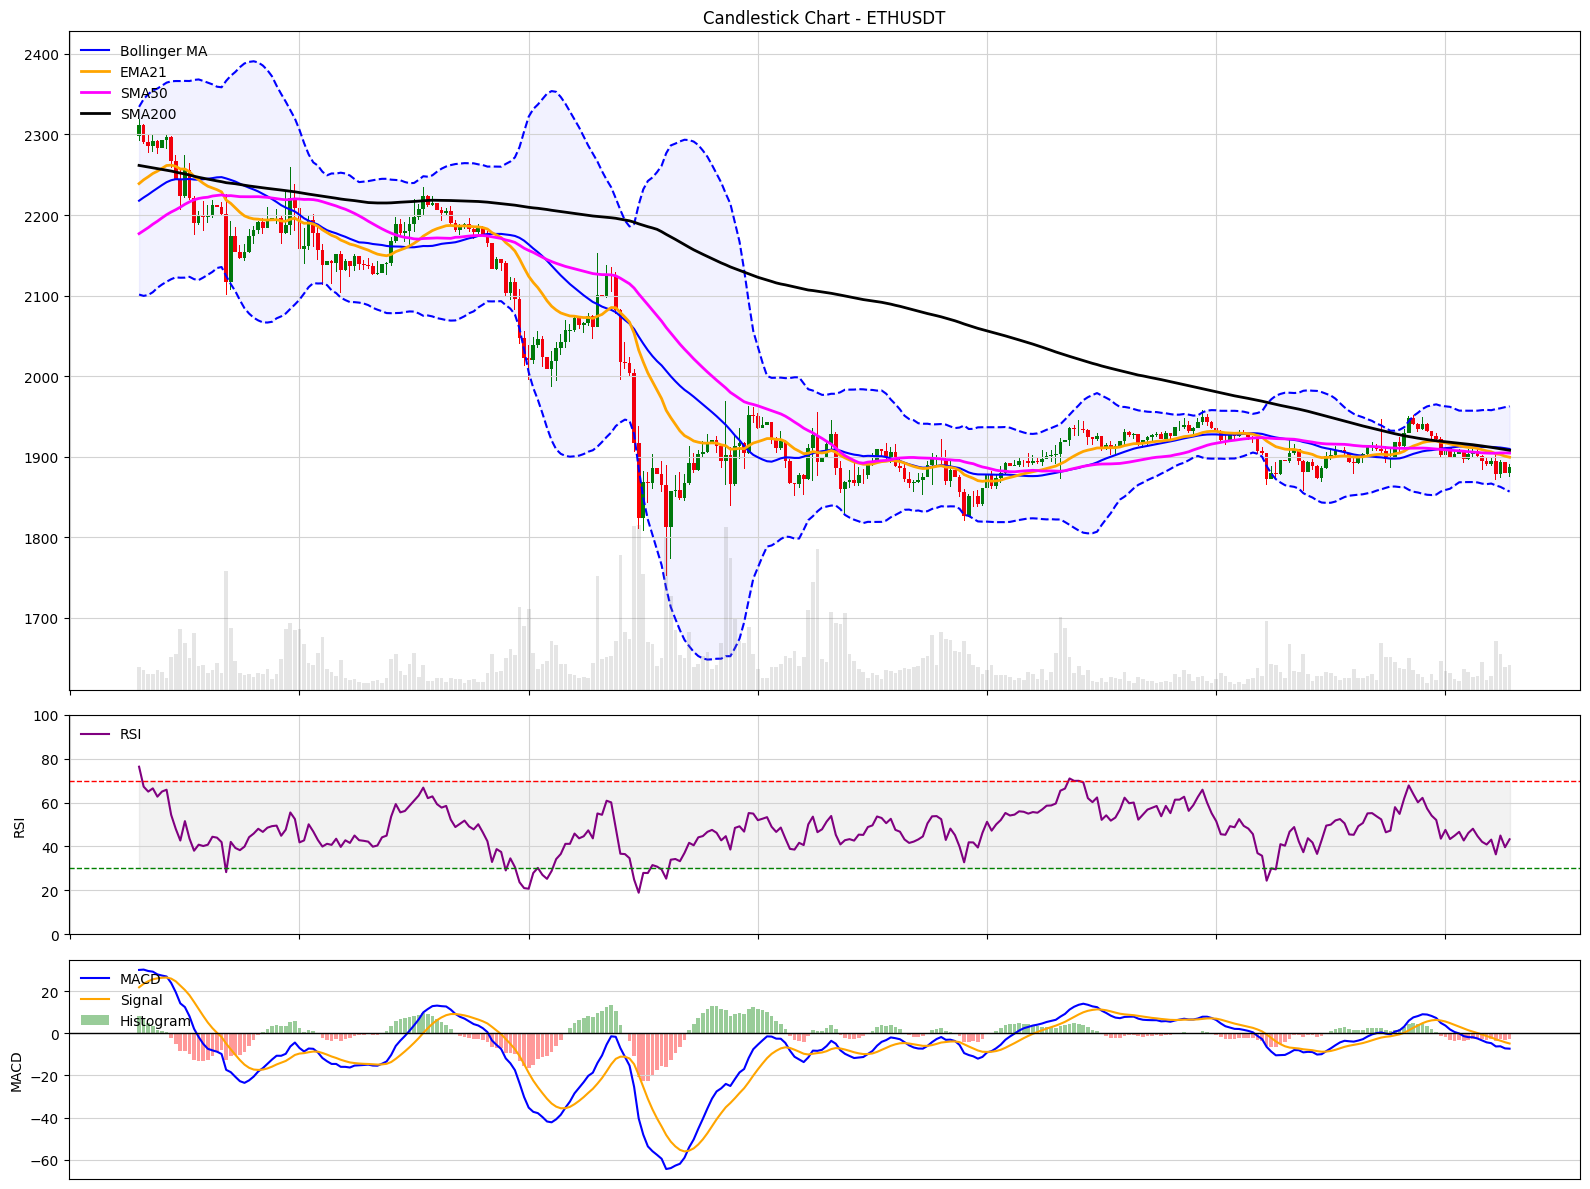 Candlestick Chart - ETHUSDT
2400
2300
2200
2100
2000
1900
1800
1700
Bollinger MA
EMA21
SMA50
SMA200
100
80
60
40
20
0
RSI
RSI
20
0
−20
−40
−60
MACD
MACD
Signal
Histogram